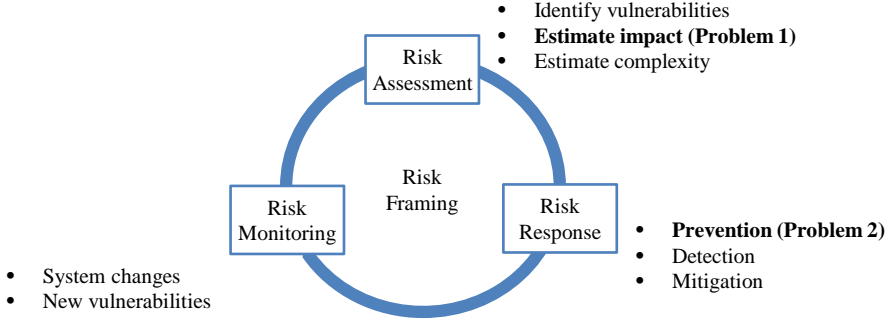 • Identify vulnerabilities
• Estimate impact (Problem 1)
• Estimate complexity
Risk
Assessment
Risk
Framing
Risk
Monitoring
Risk
Response
• Prevention (Problem 2)
• Detection
• Mitigation
• System changes
• New vulnerabilities